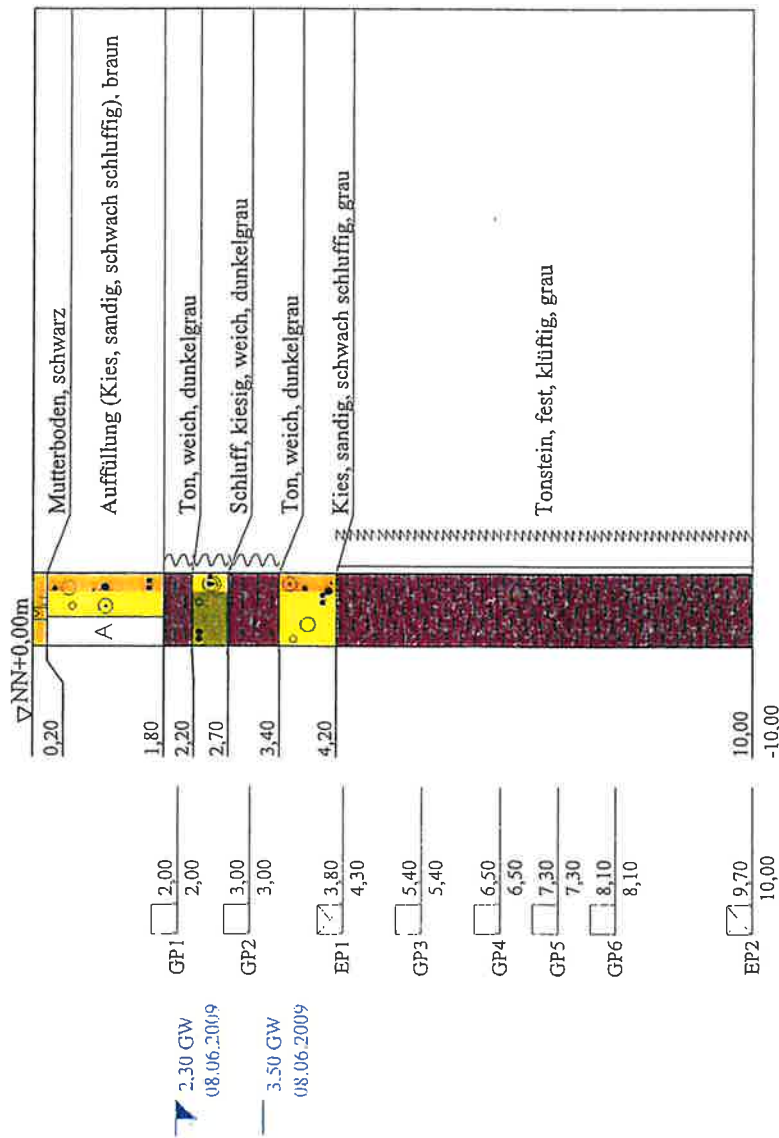 ▽NN+0,00m
0,20
1,80
2,20
2,70
3,40
4,20
10,00
-10.00
A
Mutterboden, schwarz
Auffüllung (Kies, sandig, schwach schluffig), braun
Ton, weich, dunkelgrau
Schluff, kiesig, weich, dunkelgrau
Ton, weich, dunkelgrau
Kies, sandig, schwach schluffig, grau
Tonstein, fest, klüftig, grau
GP1
2,00
2,00
GP2
3,00
3,00
EP1
3,80
4,30
GP3
5,40
5,40
GP4
6,50
6,50
GP5
7,30
7,30
GP6
8,10
8,10
EP2
9,70
10,00
2.30 GW
08.06.2009
3.50 GW
08.06.2009